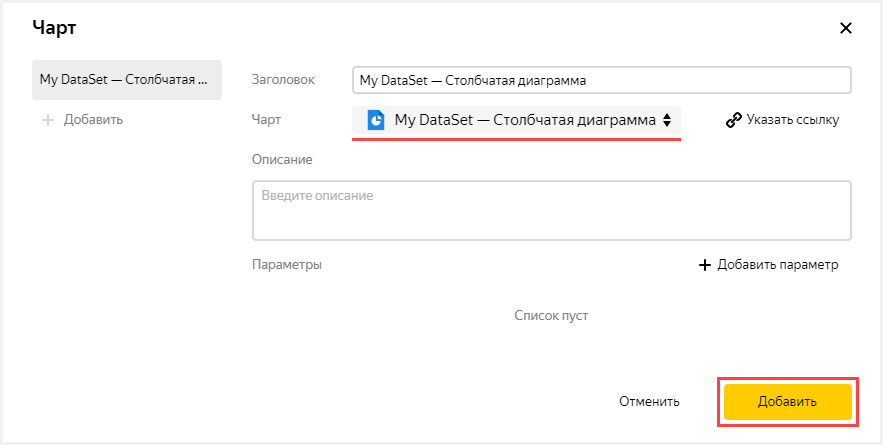 Чарт
My DataSet — Столбчатая ...
Добавить
Заголовок
My DataSet — Столбчатая диаграмма
Чарт
My DataSet — Столбчатая диаграмма
Указать ссылку
Описание
Введите описание
Параметры
Добавить параметр
Список пуст
Отменить
Добавить